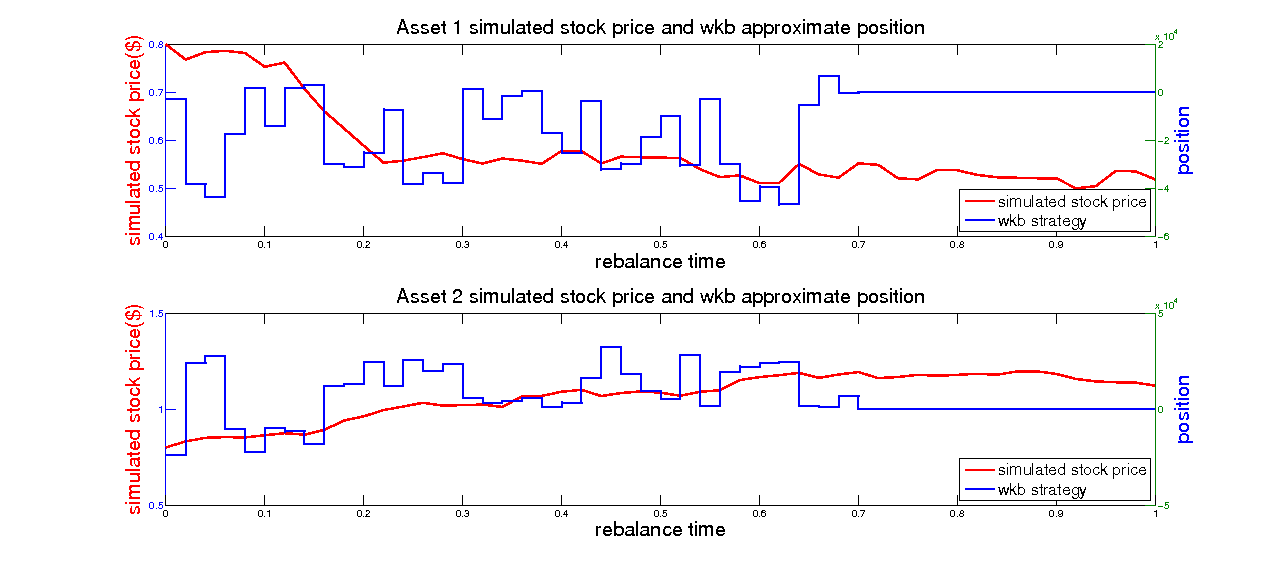 Asset 1 simulated stock price and wkb approximate position
x 10^4
simulated stock price($)
0.8
0.7
0.6
0.5
0.4
2
0
−2
−4
−6
position
simulated stock price
wkb strategy
0 0.1 0.2 0.3 0.4 0.5 0.6 0.7 0.8 0.9 1
rebalance time
Asset 2 simulated stock price and wkb approximate position
x 10^4
simulated stock price($)
1.5
1
0.5
5
0
−5
position
simulated stock price
wkb strategy
0 0.1 0.2 0.3 0.4 0.5 0.6 0.7 0.8 0.9 1
rebalance time